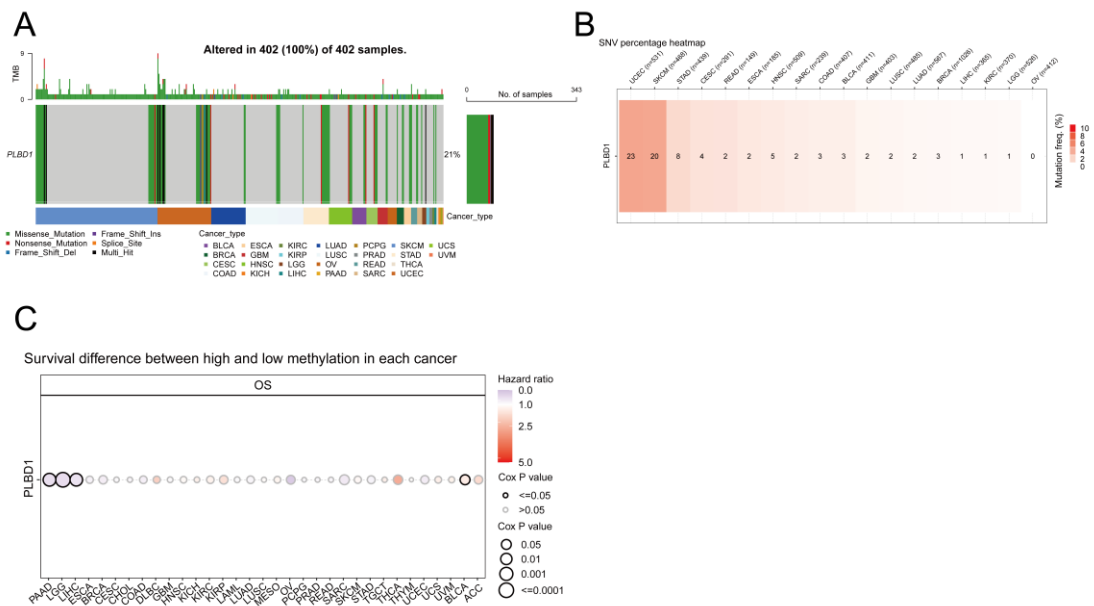 A
Altered in 402 (100%) of 402 samples.
9
TMB
0
0
343
No. of samples
PLBD1
21%
Cancer_type
Missense_Mutation
Frame_Shift_Ins
Nonsense_Mutation
Splice_Site
Frame_Shift_Del
Multi_Hit
Cancer_type
BLCA ESCA KIRC LUAD PCPG SKCM UCS
BRCA GBM KIRP LUSC PRAD STAD UVM
CESC HNSC LGG OV READ THCA
COAD KICH LIHC PAAD SARC UCEC
B
SNV percentage heatmap
UCEC (n=531) SKCM (n=468) STAD (n=439) CESC (n=291) READ (n=149) ESCA (n=185) HNSC (n=509) SARC (n=239) COAD (n=407) BLCA (n=411) GBM (n=403) LUSC (n=485) LUAD (n=567) BRCA (n=1026) LIHC (n=365) KIRC (n=370) LGG (n=526) OV (n=412)
PLBD1
23 20 8 4 2 2 5 2 3 3 2 2 2 3 1 1 1 0
Mutation freq. (%)
10
8
6
4
2
0
C
Survival difference between high and low methylation in each cancer
OS
PLBD1
PAAD LGG LIHC ESCA BRCA CESC CHOL COAD DLBC GBM HNSC KICH KIRC KIRP LAML LUAD LUSC MESO OV PCPG PRAD READ SARC SKCM STAD TGCT THCA THYM UCEC UCS UVM BLCA ACC
Hazard ratio
0.0
1.0
2.5
5.0
Cox P value
<=0.05
>0.05
Cox P value
0.05
0.01
0.001
<=0.0001